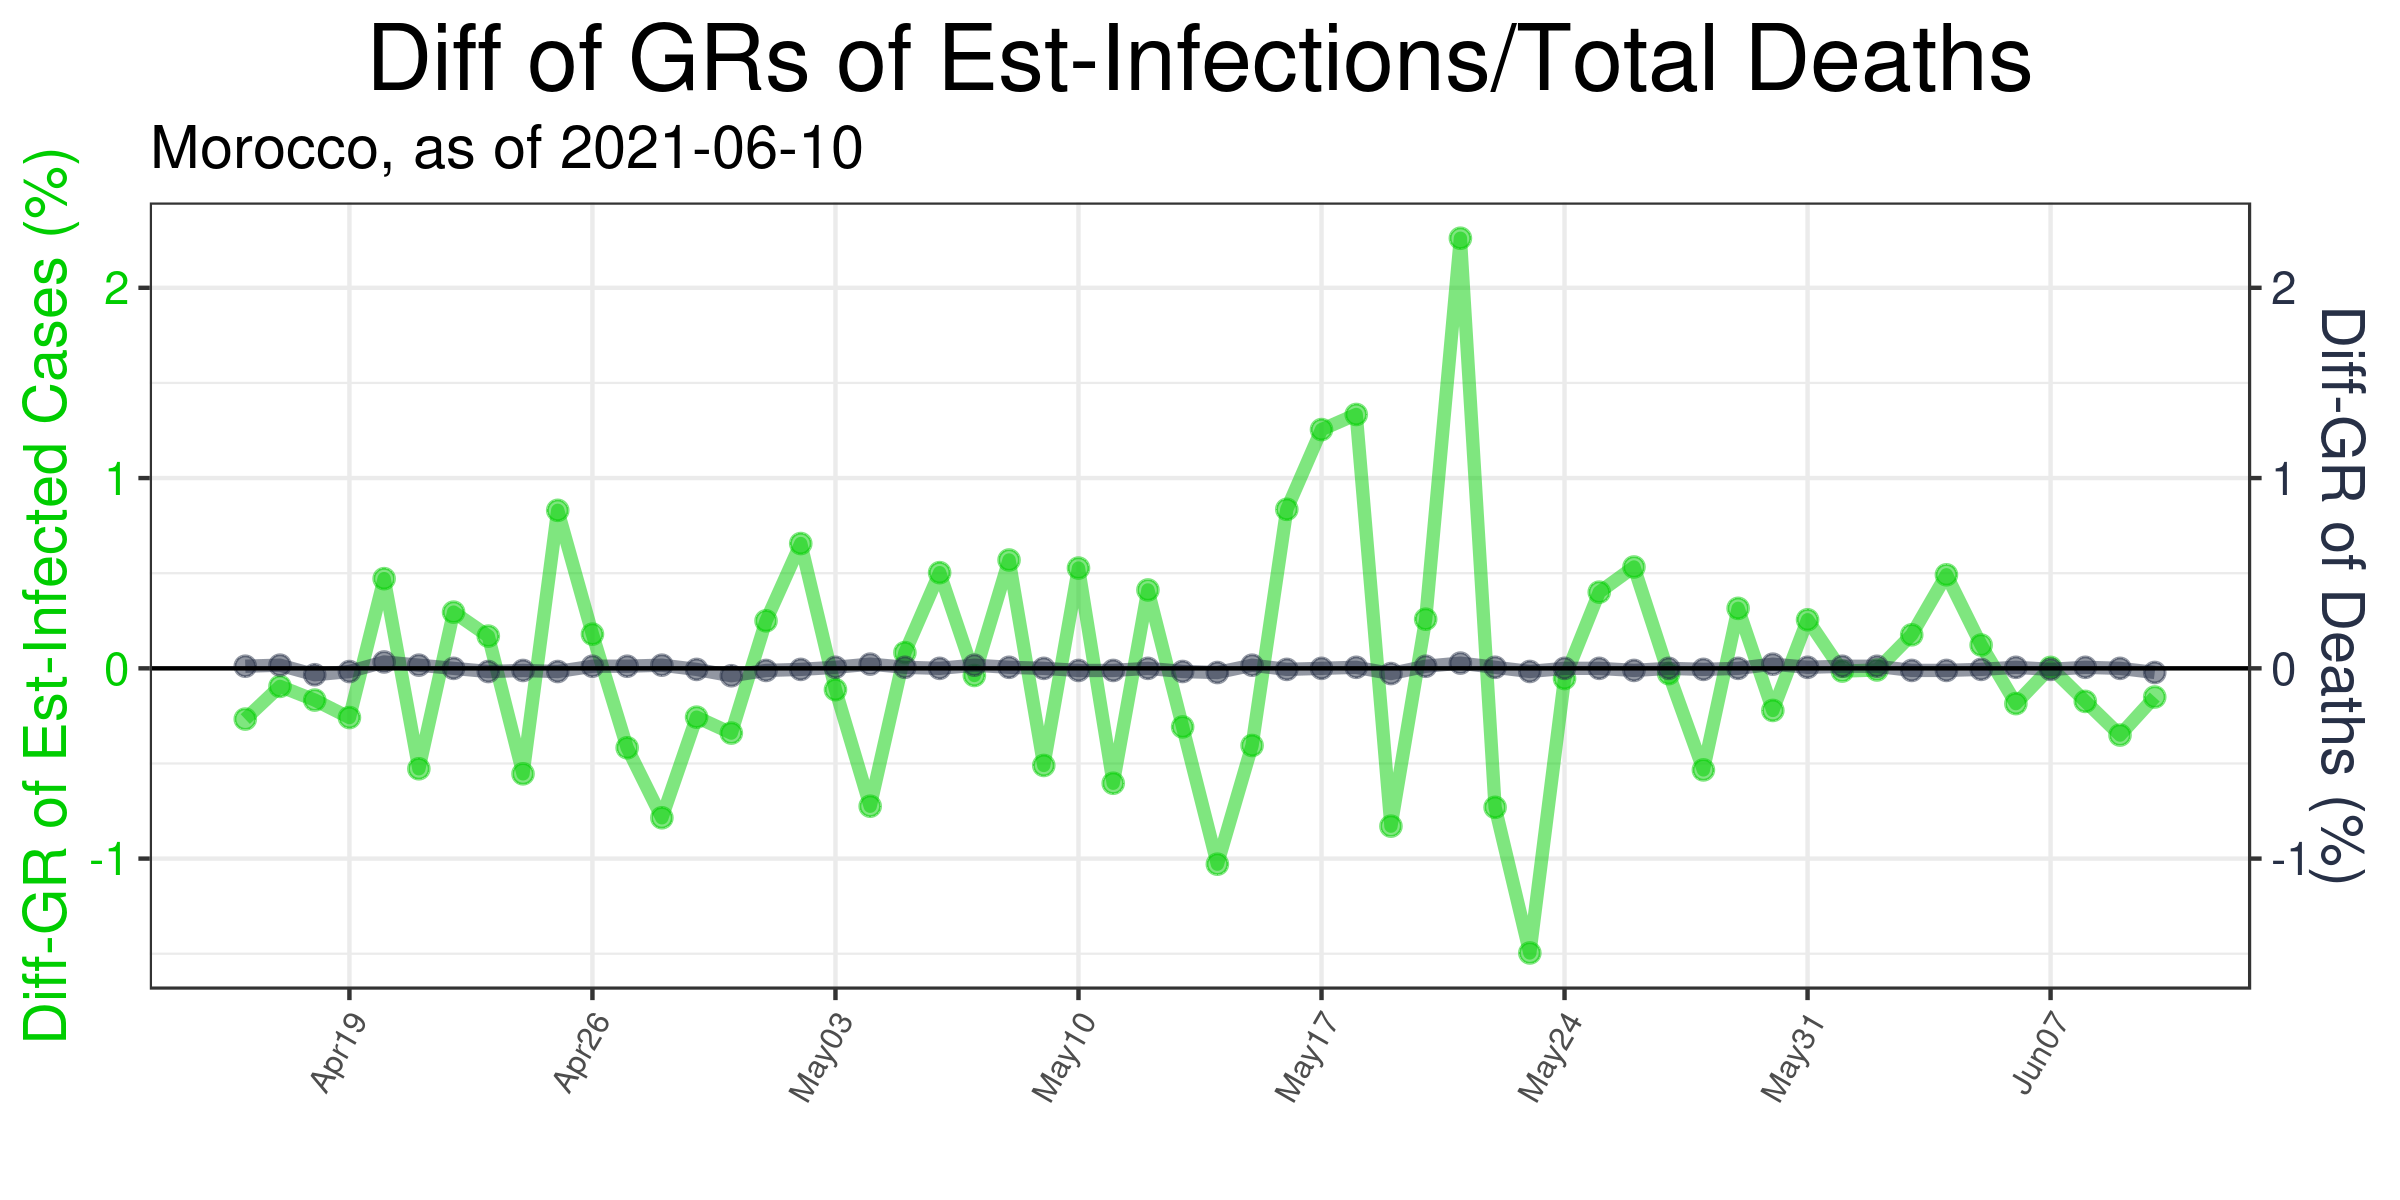 Diff of GRs of Est-Infections/Total Deaths
Morocco, as of 2021-06-10
Diff-GR of Est-Infected Cases (%)
2
1
0
-1
2
1
0
-1
Diff-GR of Deaths (%)
Apr19
Apr26
May03
May10
May17
May24
May31
Jun07